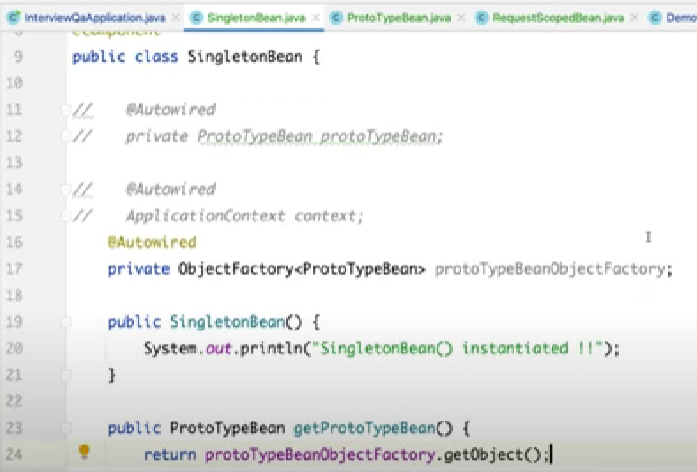 InterviewQaApplication.java × SingletonBean.java × ProtoTypeBean.java × RequestScopedBean.java × Demo
@Component
9 public class SingletonBean {
10
11 // @Autowired
12 // private ProtoTypeBean protoTypeBean;
13
14 // @Autowired
15 // ApplicationContext context;
16 @Autowired
17 private ObjectFactory<ProtoTypeBean> protoTypeBeanObjectFactory;
18
19 public SingletonBean() {
20 System.out.println("SingletonBean() instantiated !!");
21 }
22
23 public ProtoTypeBean getProtoTypeBean() {
24 return protoTypeBeanObjectFactory.getObject();